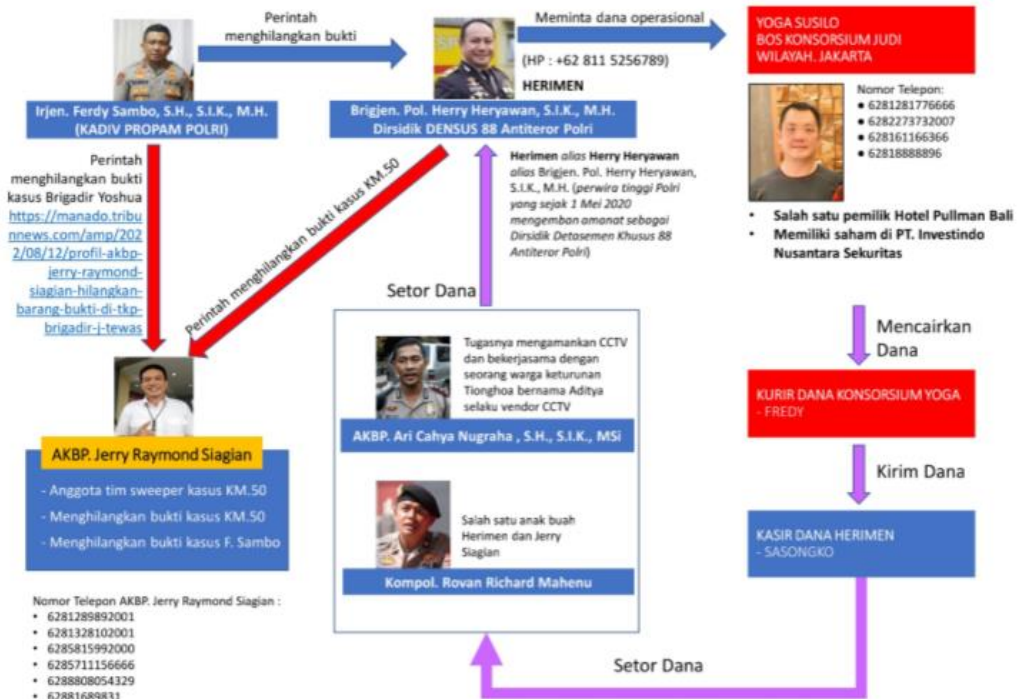 Perintah
menghilangkan bukti
Meminta dana operasional
(HP : +62 811 5256789)
HERIMEN
YOGA SUSILO
BOS KONSORSIUM JUDI
WILAYAH. JAKARTA
Irjen. Ferdy Sambo, S.H., S.I.K., M.H.
(KADIV PROPAM POLRI)
Brigjen. Pol. Herry Heryawan, S.I.K., M.H.
Dirsidik DENSUS 88 Antiteror Polri
Nomor Telepon:
• 6281281776666
• 6282273732007
• 628161166366
• 62818888896
Perintah
menghilangkan bukti
kasus Brigadir Yoshua
https://manado.tribu
nnews.com/amp/202
2/08/12/profil-akbp-
jerry-raymond-
siagian-hilangkan-
barang-bukti-di-tkp-
brigadir-j-tewas
Perintah menghilangkan bukti kasus KM.50
Herimen alias Herry Heryawan
alias Brigjen. Pol. Herry Heryawan,
S.I.K., M.H. (perwira tinggi Polri
yang sejak 1 Mei 2020
mengemban amanat sebagai
Dirsidik Detasemen Khusus 88
Antiteror Polri)
• Salah satu pemilik Hotel Pullman Bali
• Memiliki saham di PT. Investindo
Nusantara Sekuritas
Setor Dana
Mencairkan
Dana
Tugasnya mengamankan CCTV
dan bekerjasama dengan
seorang warga keturunan
Tionghoa bernama Aditya
selaku vendor CCTV
AKBP. Ari Cahya Nugraha , S.H., S.I.K., MSi
KURIR DANA KONSORSIUM YOGA
- FREDY
Kirim Dana
AKBP. Jerry Raymond Siagian
- Anggota tim sweeper kasus KM.50
- Menghilangkan bukti kasus KM.50
- Menghilangkan bukti kasus F. Sambo
Salah satu anak buah
Herimen dan Jerry
Siagian
Kompol. Rovan Richard Mahenu
KASIR DANA HERIMEN
- SASONGKO
Nomor Telepon AKBP. Jerry Raymond Siagian :
• 6281289892001
• 6281328102001
• 6285815992000
• 6285711156666
• 6288808054329
• 62881689831
Setor Dana